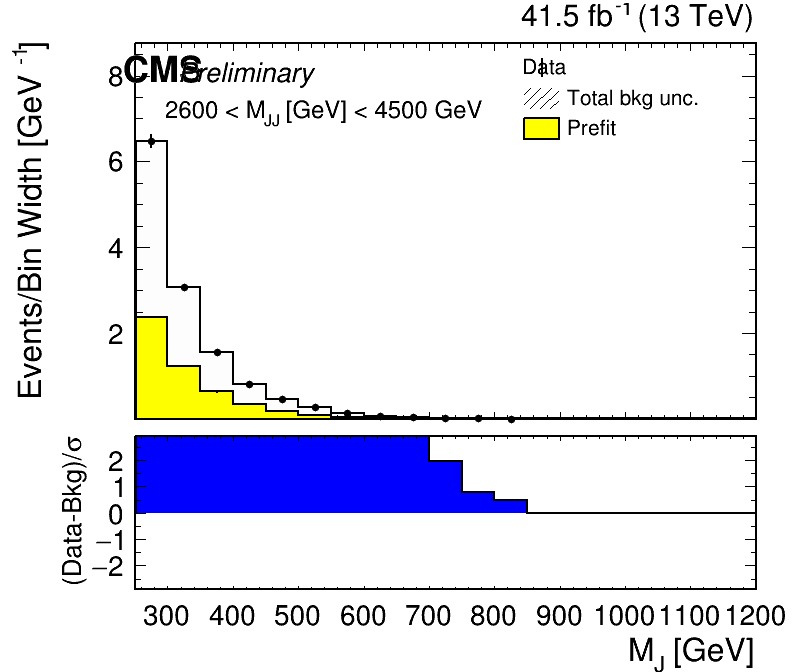 41.5 fb⁻¹ (13 TeV)
CMS Preliminary
2600 < M_JJ [GeV] < 4500 GeV
Data
Total bkg unc.
Prefit
Events/Bin Width [GeV⁻¹]
8
6
4
2
(Data-Bkg)/σ
2
1
0
−1
−2
300 400 500 600 700 800 900 1000 1100 1200
M_J [GeV]